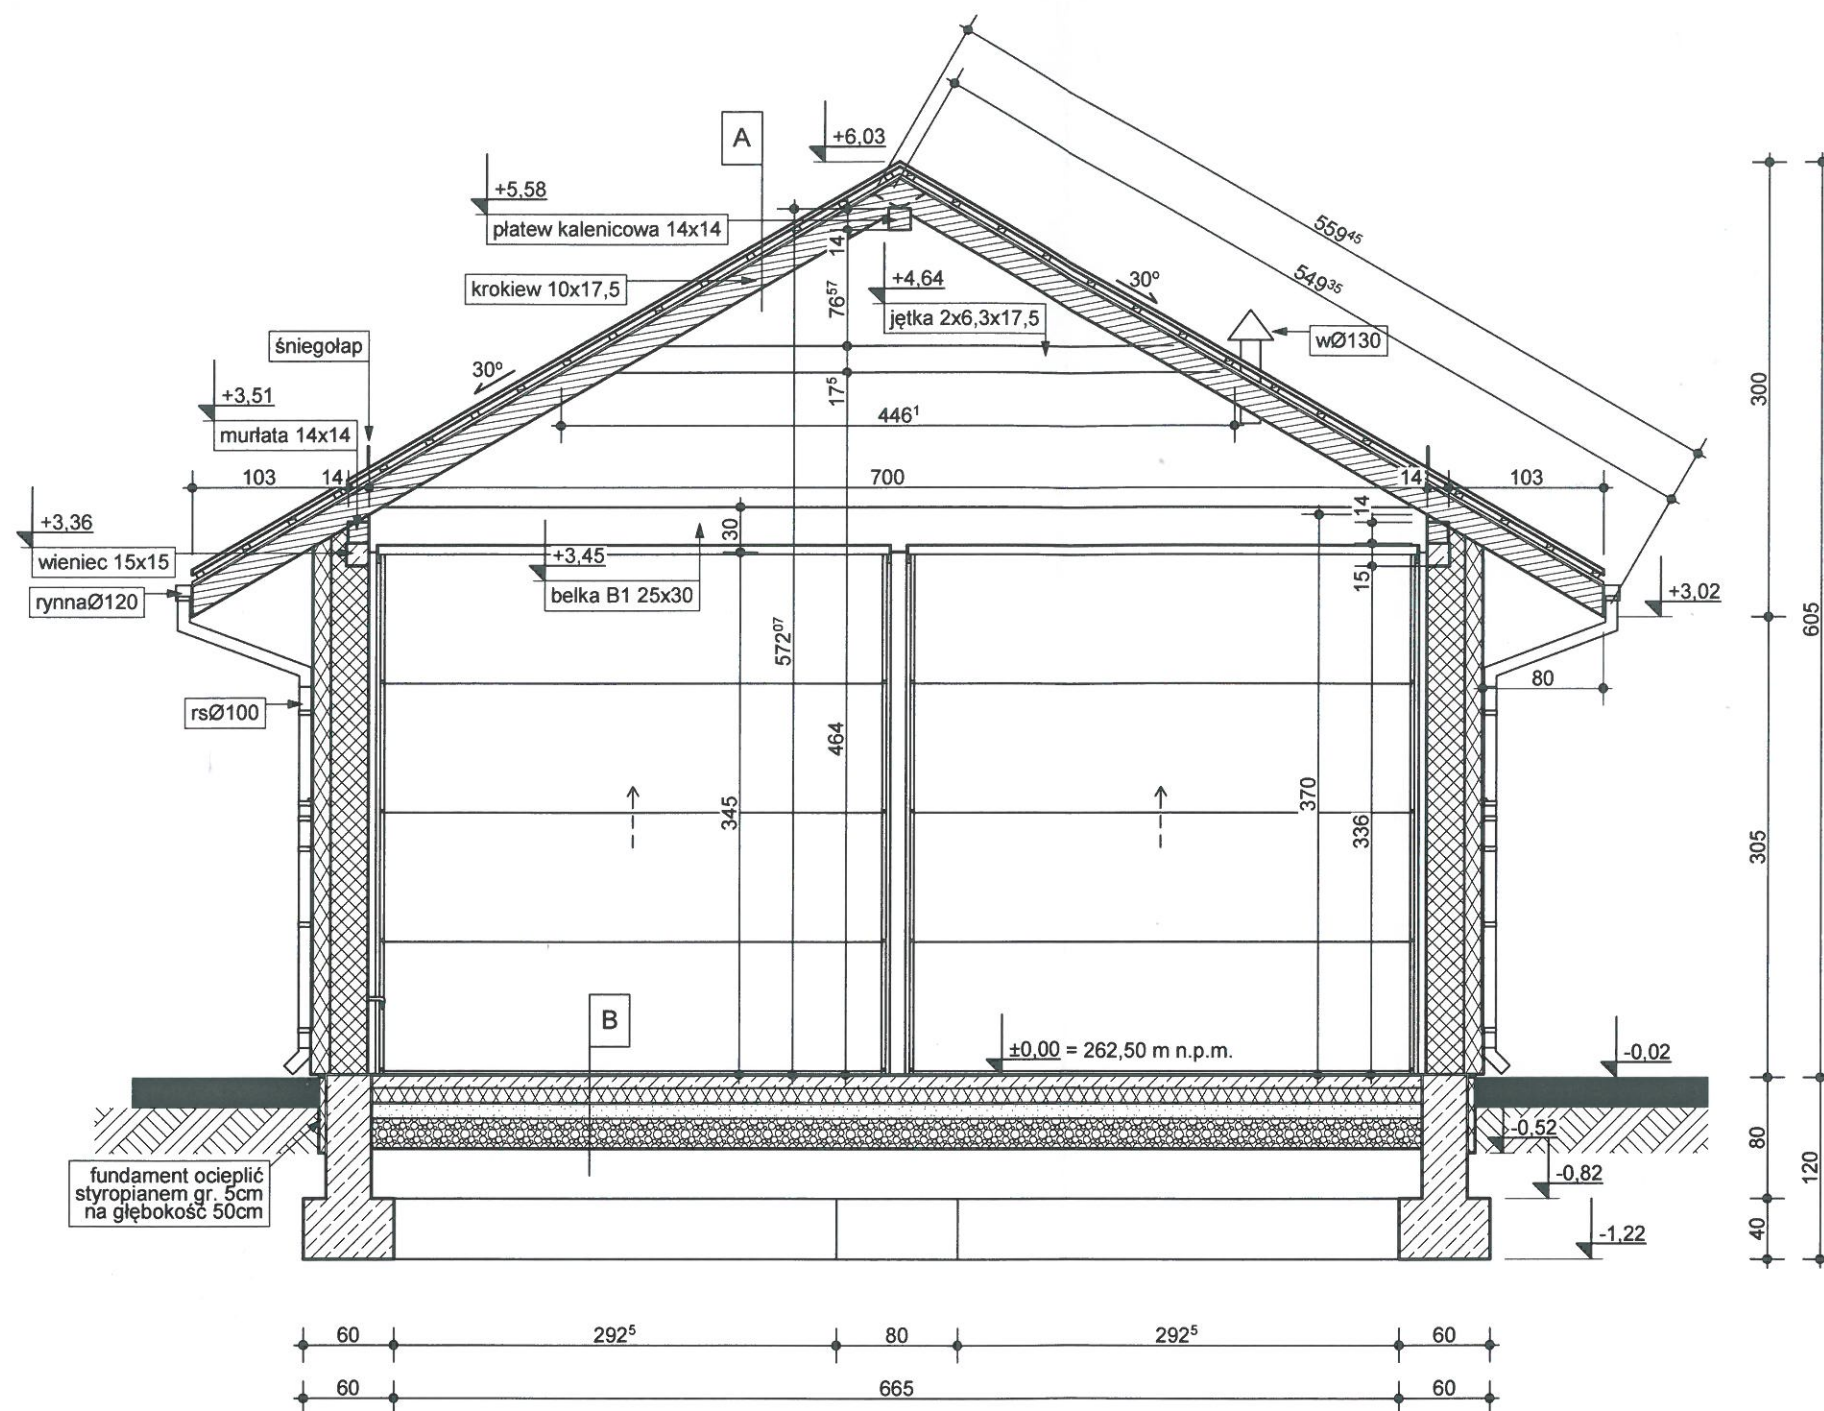 A
+6,03
+5,58
płatew kalenicowa 14x14
krokiew 10x17,5
śniegołap
30º
+3,51
murłata 14x14
103
14
700
14
103
+3,36
wieniec 15x15
rynnaØ120
rsØ100
14
76⁵⁷
17⁵
+4,64
jętka 2x6,3x17,5
30º
wØ130
559⁴⁵
549³⁵
446¹
30
+3,45
belka B1 25x30
572⁰⁷
464
345
370
14
15
336
+3,02
80
300
305
605
B
±0,00 = 262,50 m n.p.m.
-0,02
-0,52
-0,82
-1,22
80
40
120
fundament ocieplić
styropianem gr. 5cm
na głębokość 50cm
60
292⁵
80
292⁵
60
60
665
60